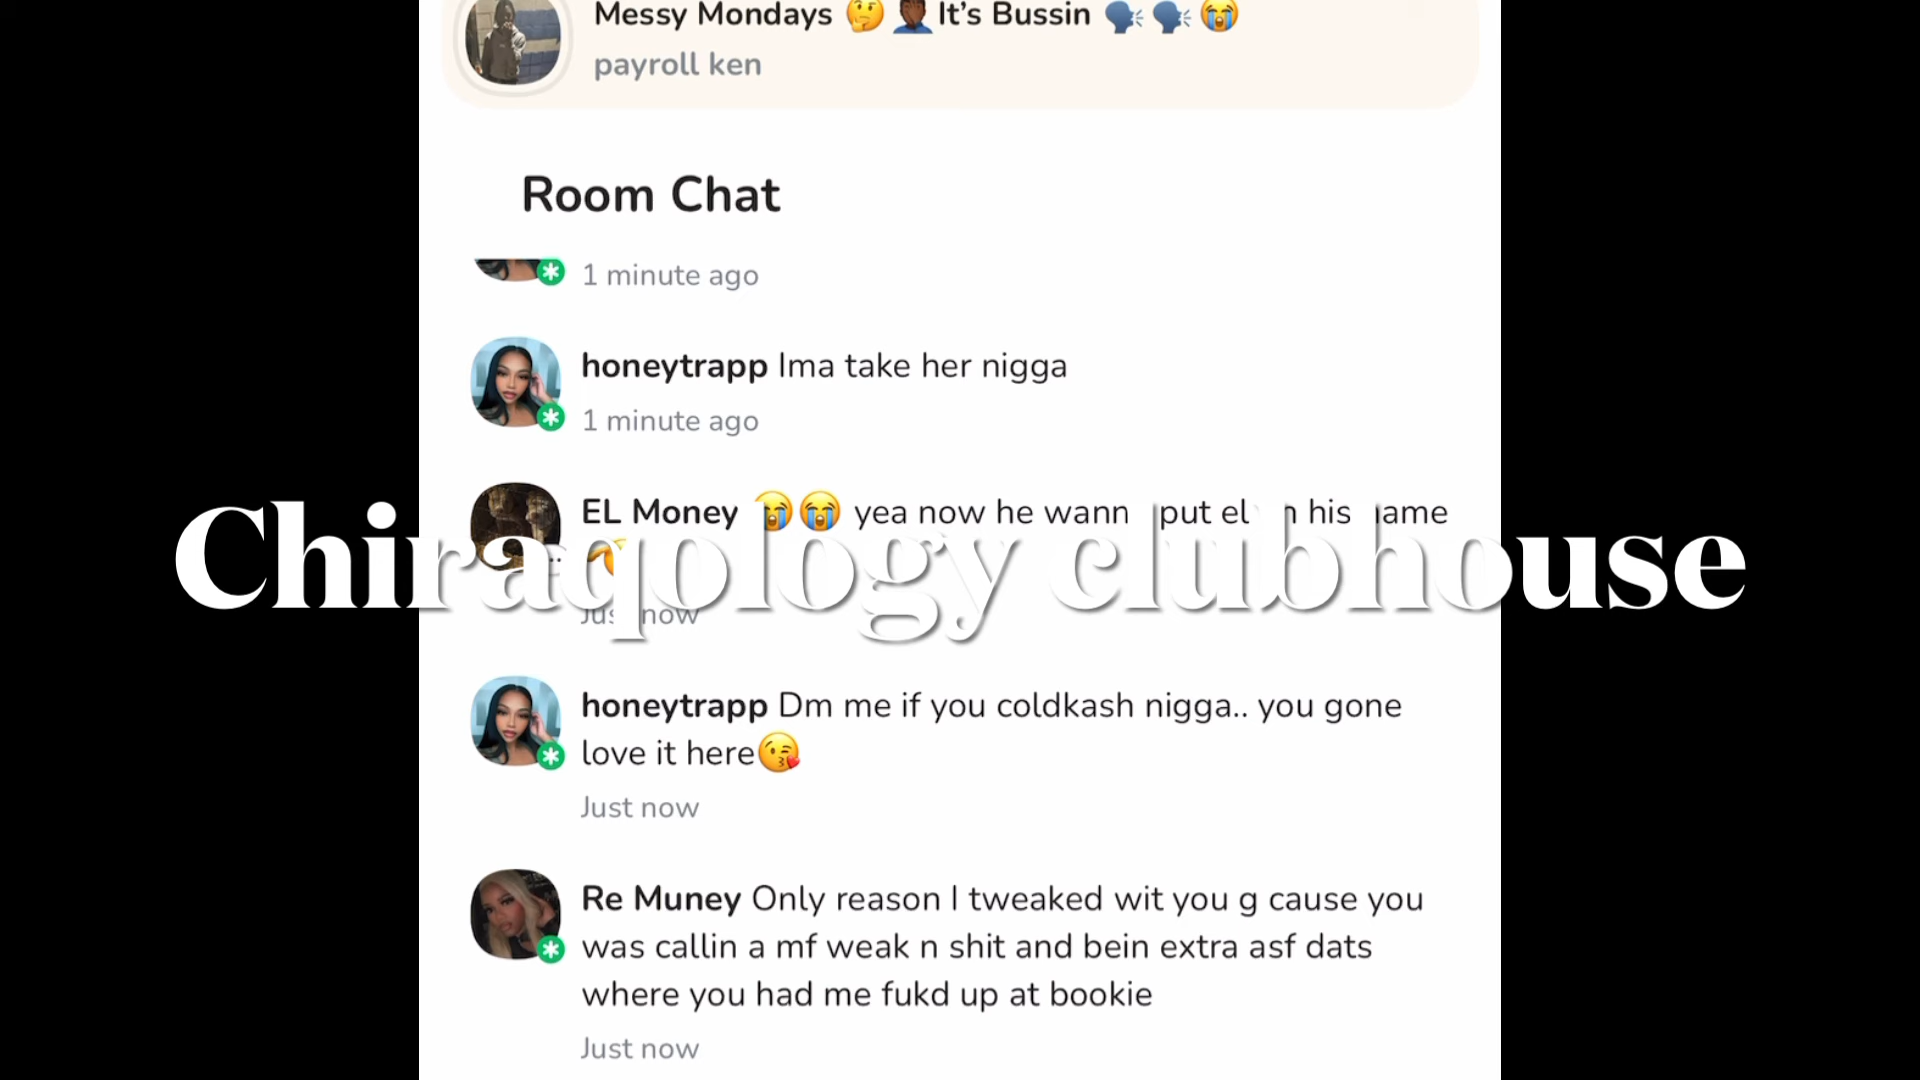 Messy Mondays 🤔🤦🏾‍♂️It's Bussin 🗣️🗣️😭
payroll ken
Room Chat
1 minute ago
honeytrapp Ima take her nigga
1 minute ago
EL Money 😭😭 yea now he wann put el his name
Chiraqology clubhouse
Just now
honeytrapp Dm me if you coldkash nigga.. you gone
love it here😘
Just now
Re Muney Only reason I tweaked wit you g cause you
was callin a mf weak n shit and bein extra asf dats
where you had me fukd up at bookie
Just now